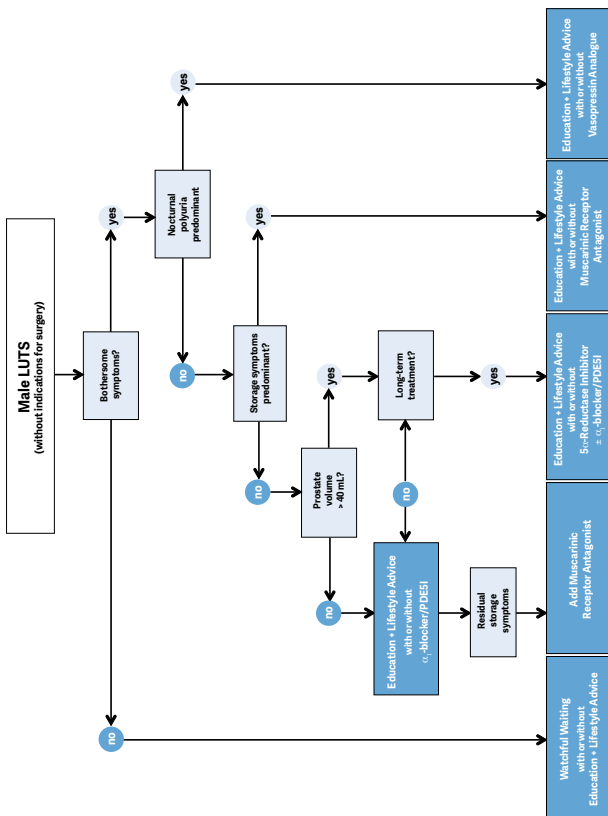 Male LUTS
(without indications for surgery)
Bothersome
symptoms?
no
yes
Nocturnal
polyuria
predominant
no
yes
Storage symptoms
predominant?
no
yes
Prostate
volume
> 40 mL?
no
yes
Education + Lifestyle Advice
with or without
α₁-blocker/PDE5I
no
Long-term
treatment?
yes
Residual
storage
symptoms
Watchful Waiting
with or without
Education + Lifestyle Advice
Add Muscarinic
Receptor Antagonist
Education + Lifestyle Advice
with or without
5α-Reductase Inhibitor
± α₁-blocker/PDE5I
Education + Lifestyle Advice
with or without
Muscarinic Receptor
Antagonist
Education + Lifestyle Advice
with or without
Vasopressin Analogue